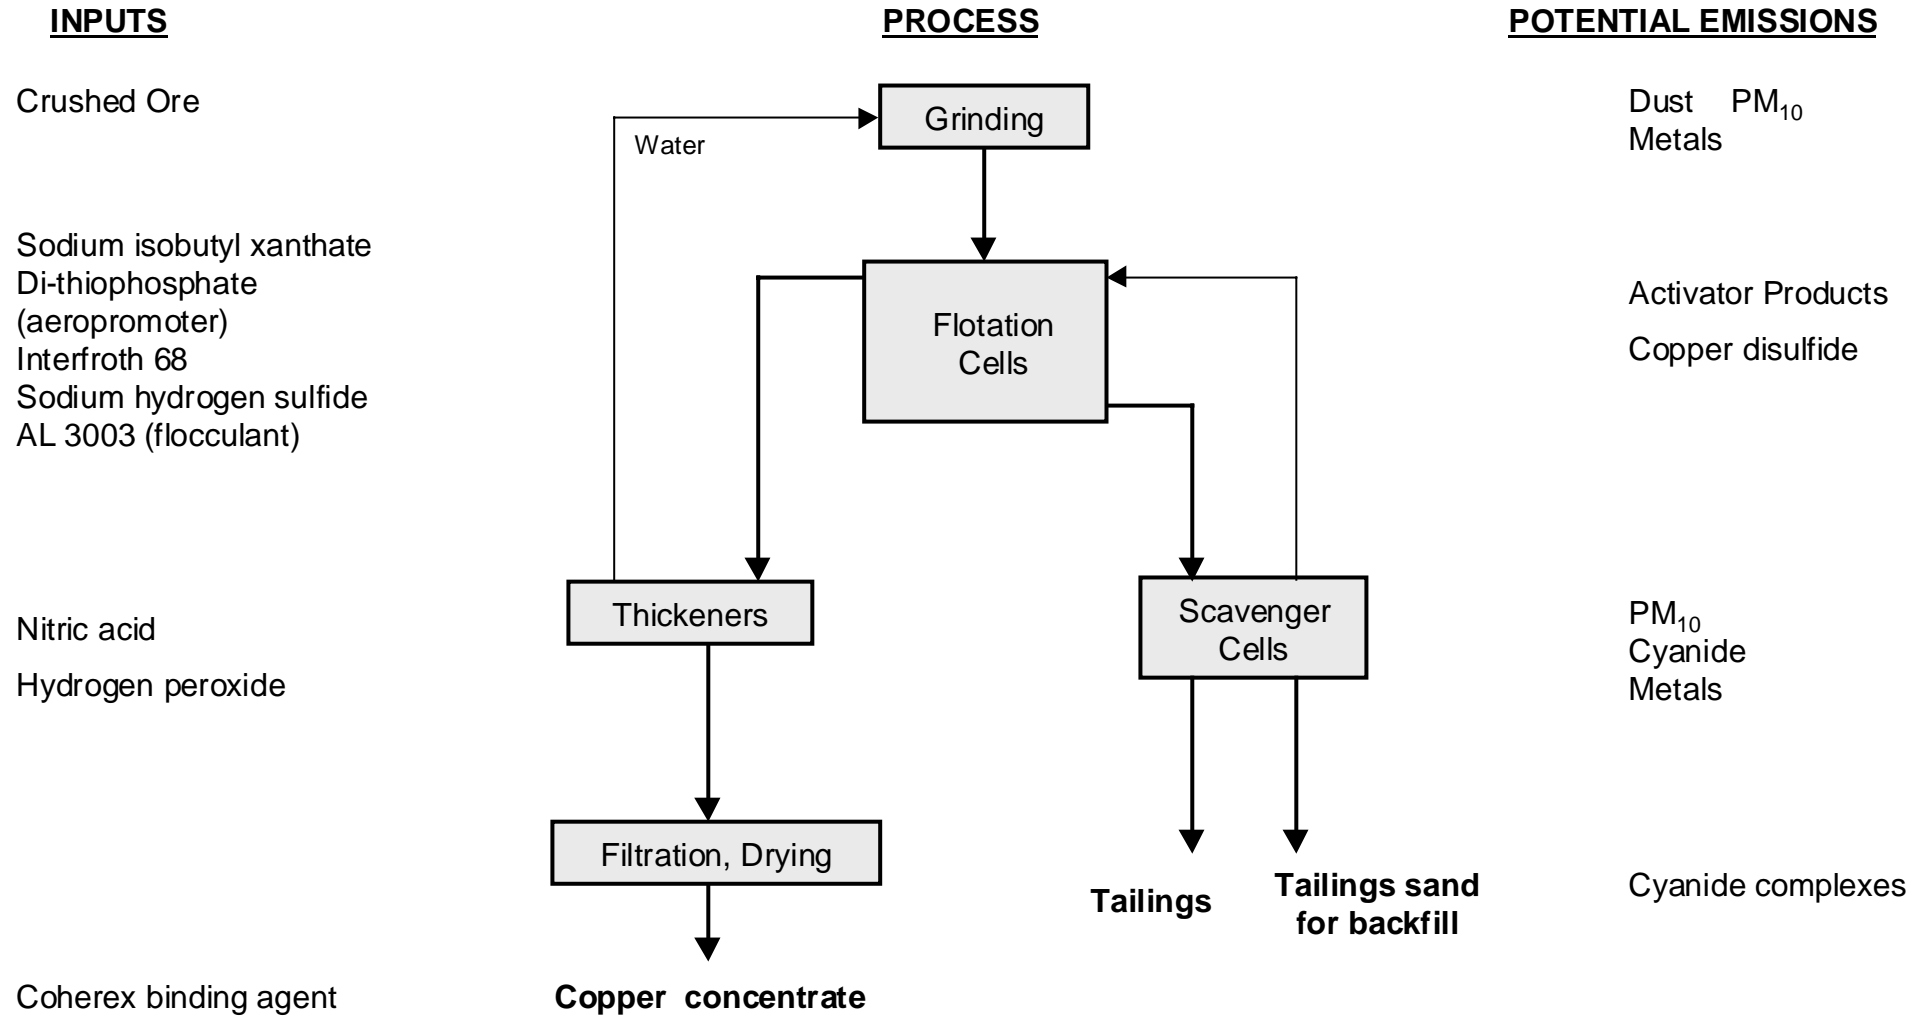 INPUTS
PROCESS
POTENTIAL EMISSIONS
Crushed Ore
Grinding
Dust PM₁₀
Metals
Water
Sodium isobutyl xanthate
Di-thiophosphate
(aeropromoter)
Interfroth 68
Sodium hydrogen sulfide
AL 3003 (flocculant)
Flotation
Cells
Activator Products
Copper disulfide
Nitric acid
Hydrogen peroxide
Thickeners
Scavenger
Cells
PM₁₀
Cyanide
Metals
Filtration, Drying
Tailings
Tailings sand
for backfill
Cyanide complexes
Coherex binding agent
Copper concentrate